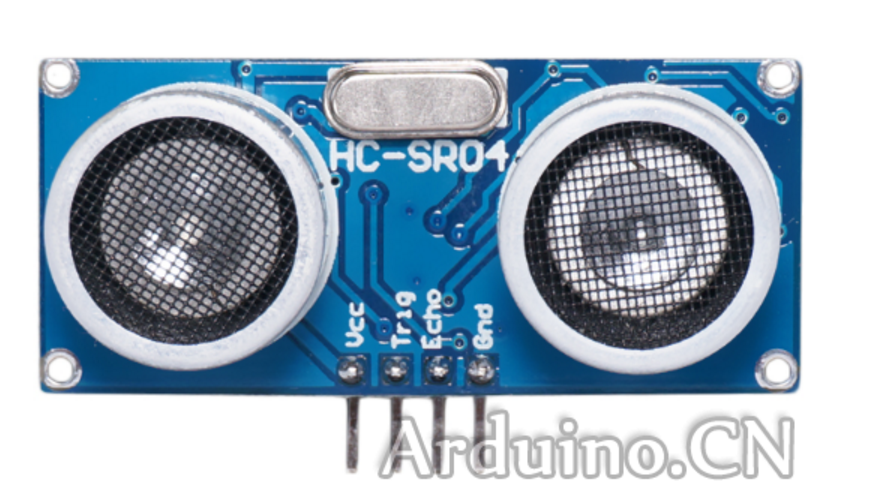 HC-SR04
Vcc
Trig
Echo
Gnd
Arduino.CN